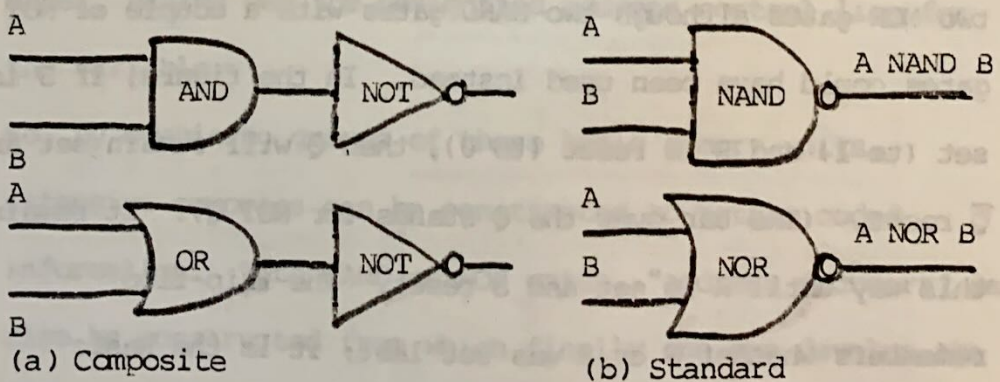 A
AND
NOT
B
A
OR
NOT
B
(a) Composite
A
B
NAND
A NAND B
A
B
NOR
A NOR B
(b) Standard